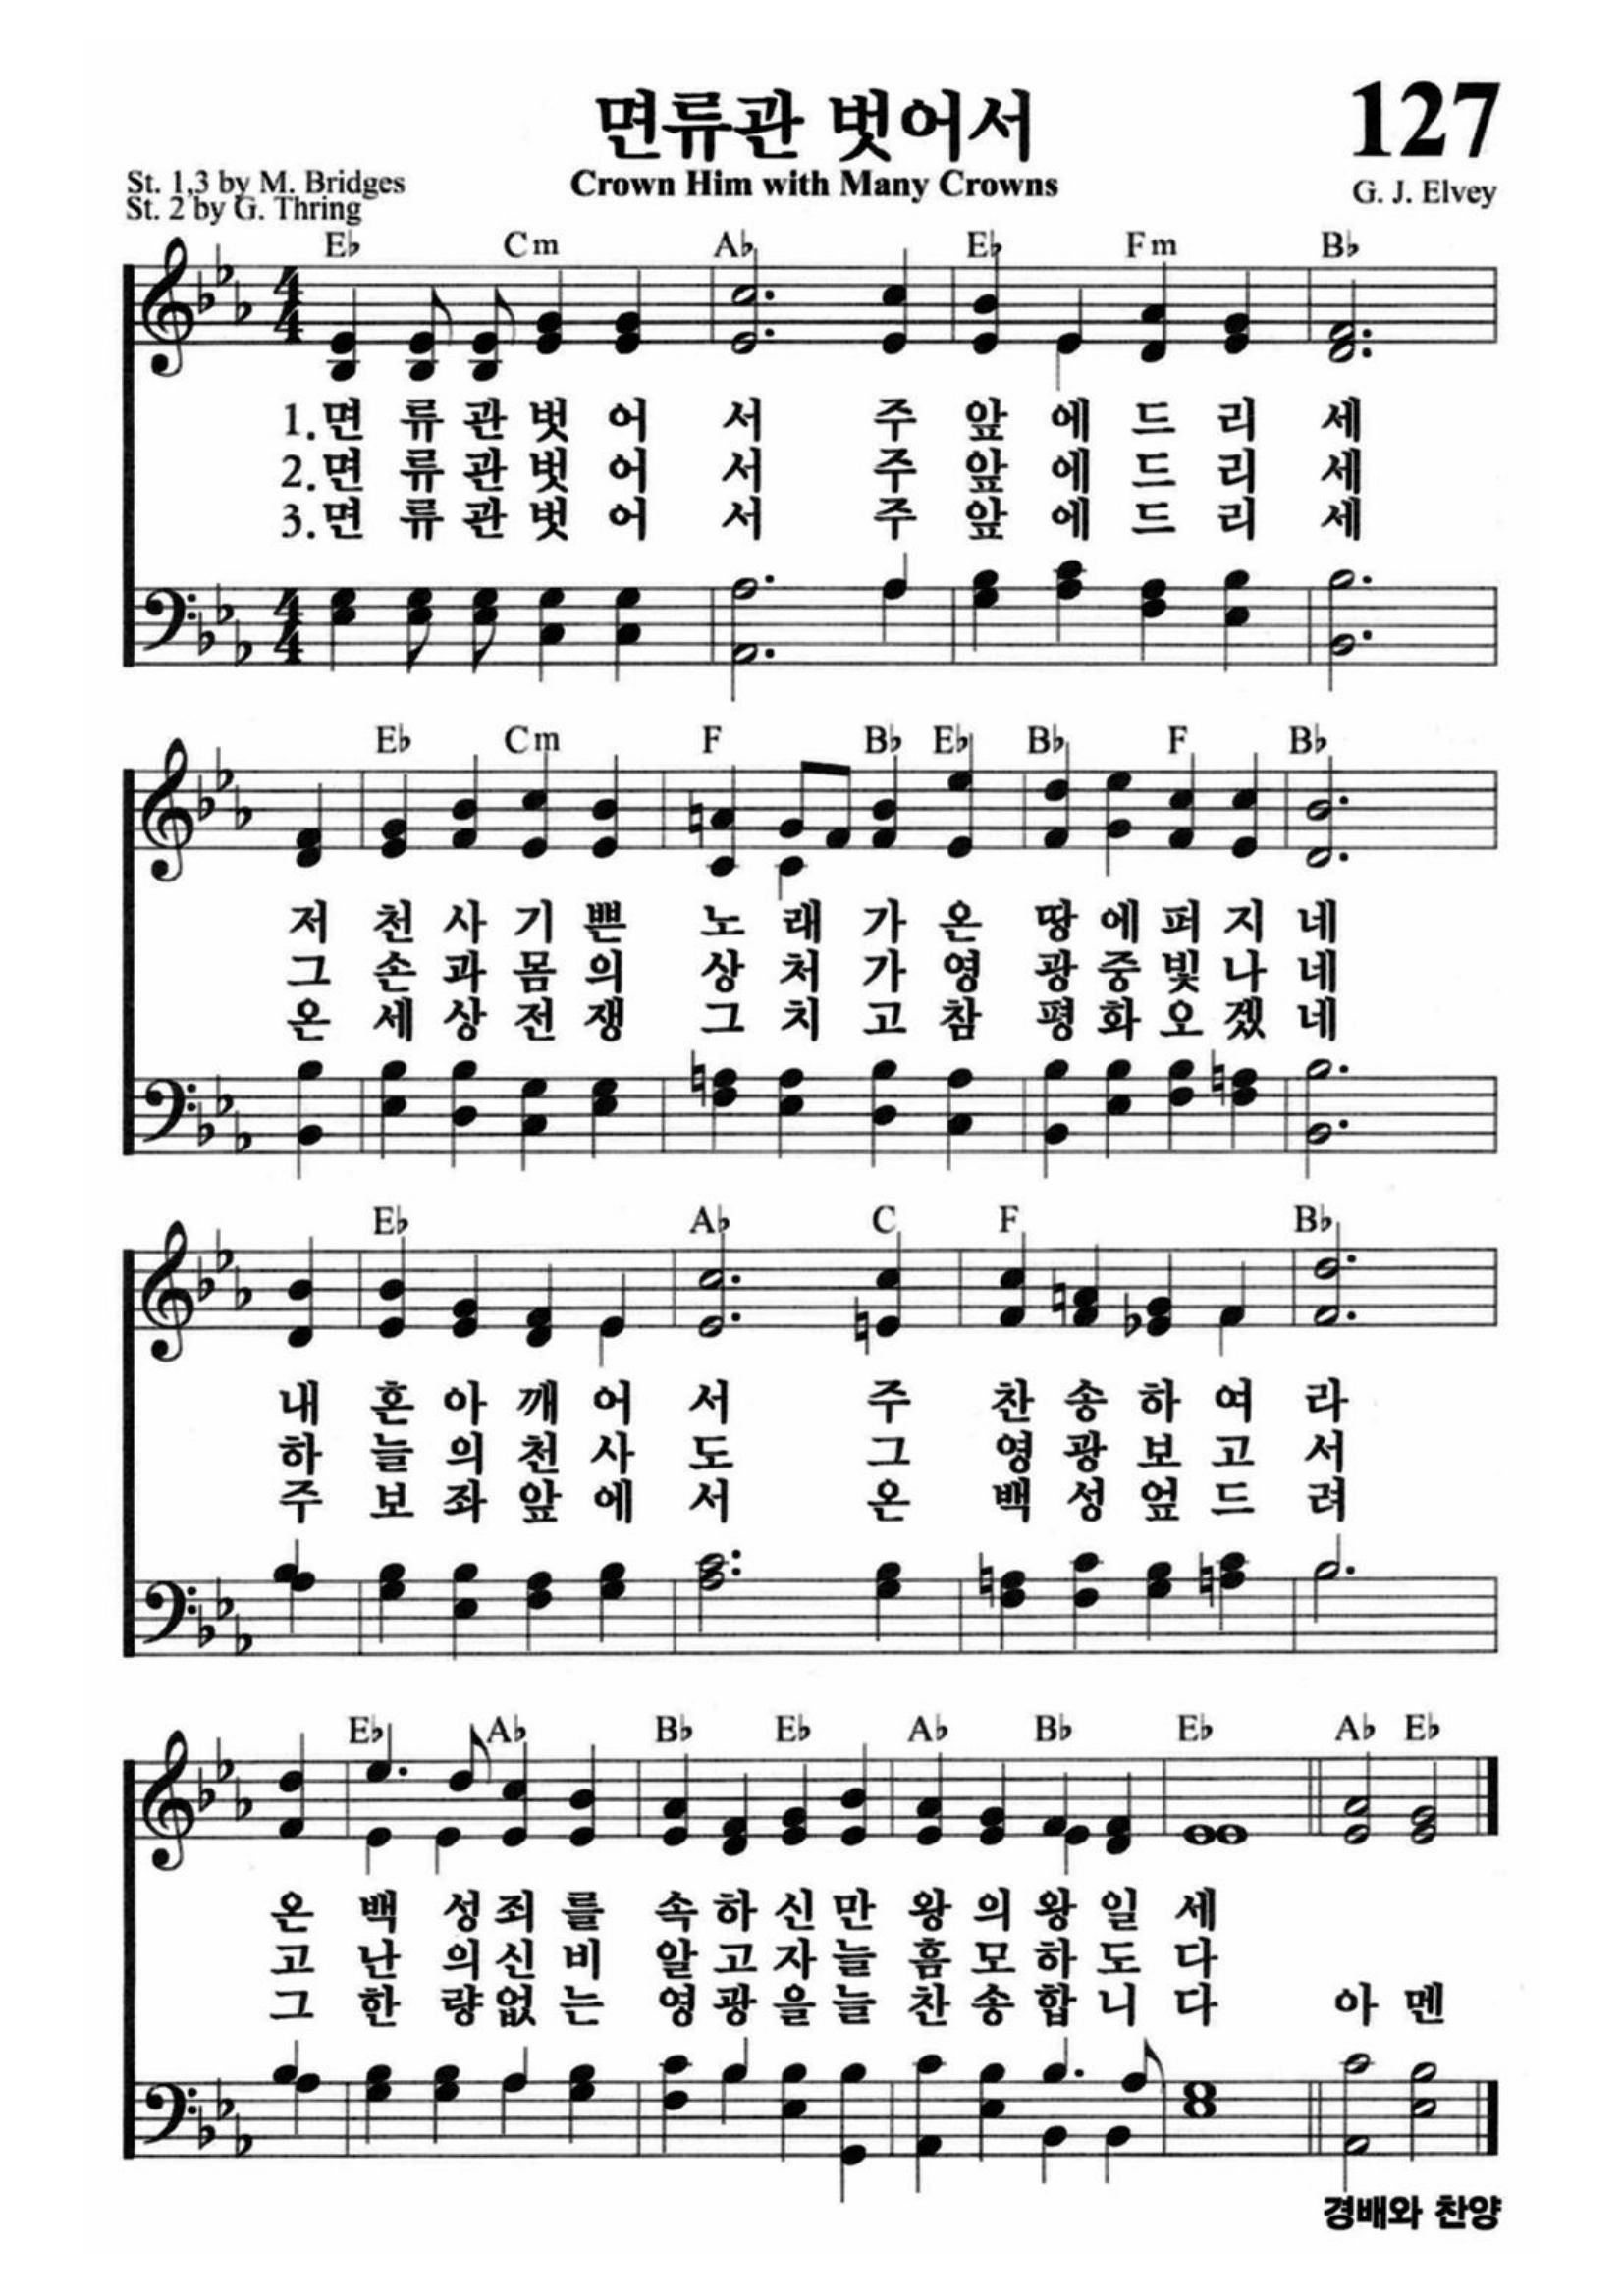 면류관 벗어서
127
St. 1,3 by M. Bridges
St. 2 by G. Thring
Crown Him with Many Crowns
G. J. Elvey
E♭ Cm A♭ E♭ Fm B♭
1.면 류 관 벗 어 서 주 앞 에 드 리 세
2.면 류 관 벗 어 서 주 앞 에 드 리 세
3.면 류 관 벗 어 서 주 앞 에 드 리 세
E♭ Cm F B♭ E♭ B♭ F B♭
저 천 사 기 쁜 노 래 가 온 땅 에 퍼 지 네
그 손 과 몸 의 상 처 가 영 광 중 빛 나 네
온 세 상 전 쟁 그 치 고 참 평 화 오 겠 네
E♭ A♭ C F B♭
내 혼 아 깨 어 서 주 찬 송 하 여 라
하 늘 의 천 사 도 그 영 광 보 고 서
주 보 좌 앞 에 서 온 백 성 엎 드 려
E♭ A♭ B♭ E♭ A♭ B♭ E♭ A♭ E♭
온 백 성 죄 를 속 하 신 만 왕 의 왕 일 세
고 난 의 신 비 알 고 자 늘 흠 모 하 도 다
그 한 량 없 는 영 광 을 늘 찬 송 합 니 다 아 멘
경배와 찬양